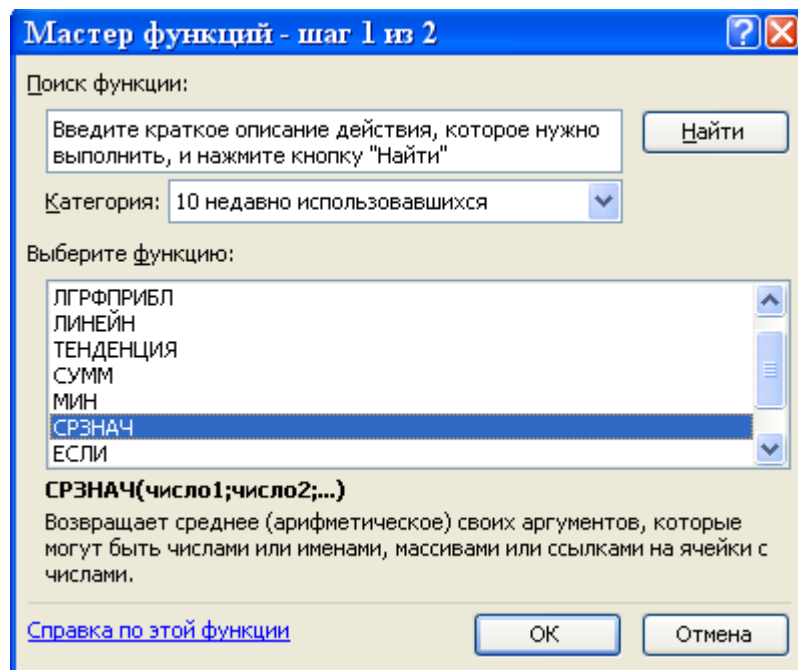 Мастер функций - шаг 1 из 2
Поиск функции:
Введите краткое описание действия, которое нужно
выполнить, и нажмите кнопку "Найти"
Найти
Категория: 10 недавно использовавшихся
Выберите функцию:
ЛГРФПРИБЛ
ЛИНЕЙН
ТЕНДЕНЦИЯ
СУММ
МИН
СРЗНАЧ
ЕСЛИ
СРЗНАЧ(число1;число2;...)
Возвращает среднее (арифметическое) своих аргументов, которые
могут быть числами или именами, массивами или ссылками на ячейки с
числами.
Справка по этой функции
ОК
Отмена